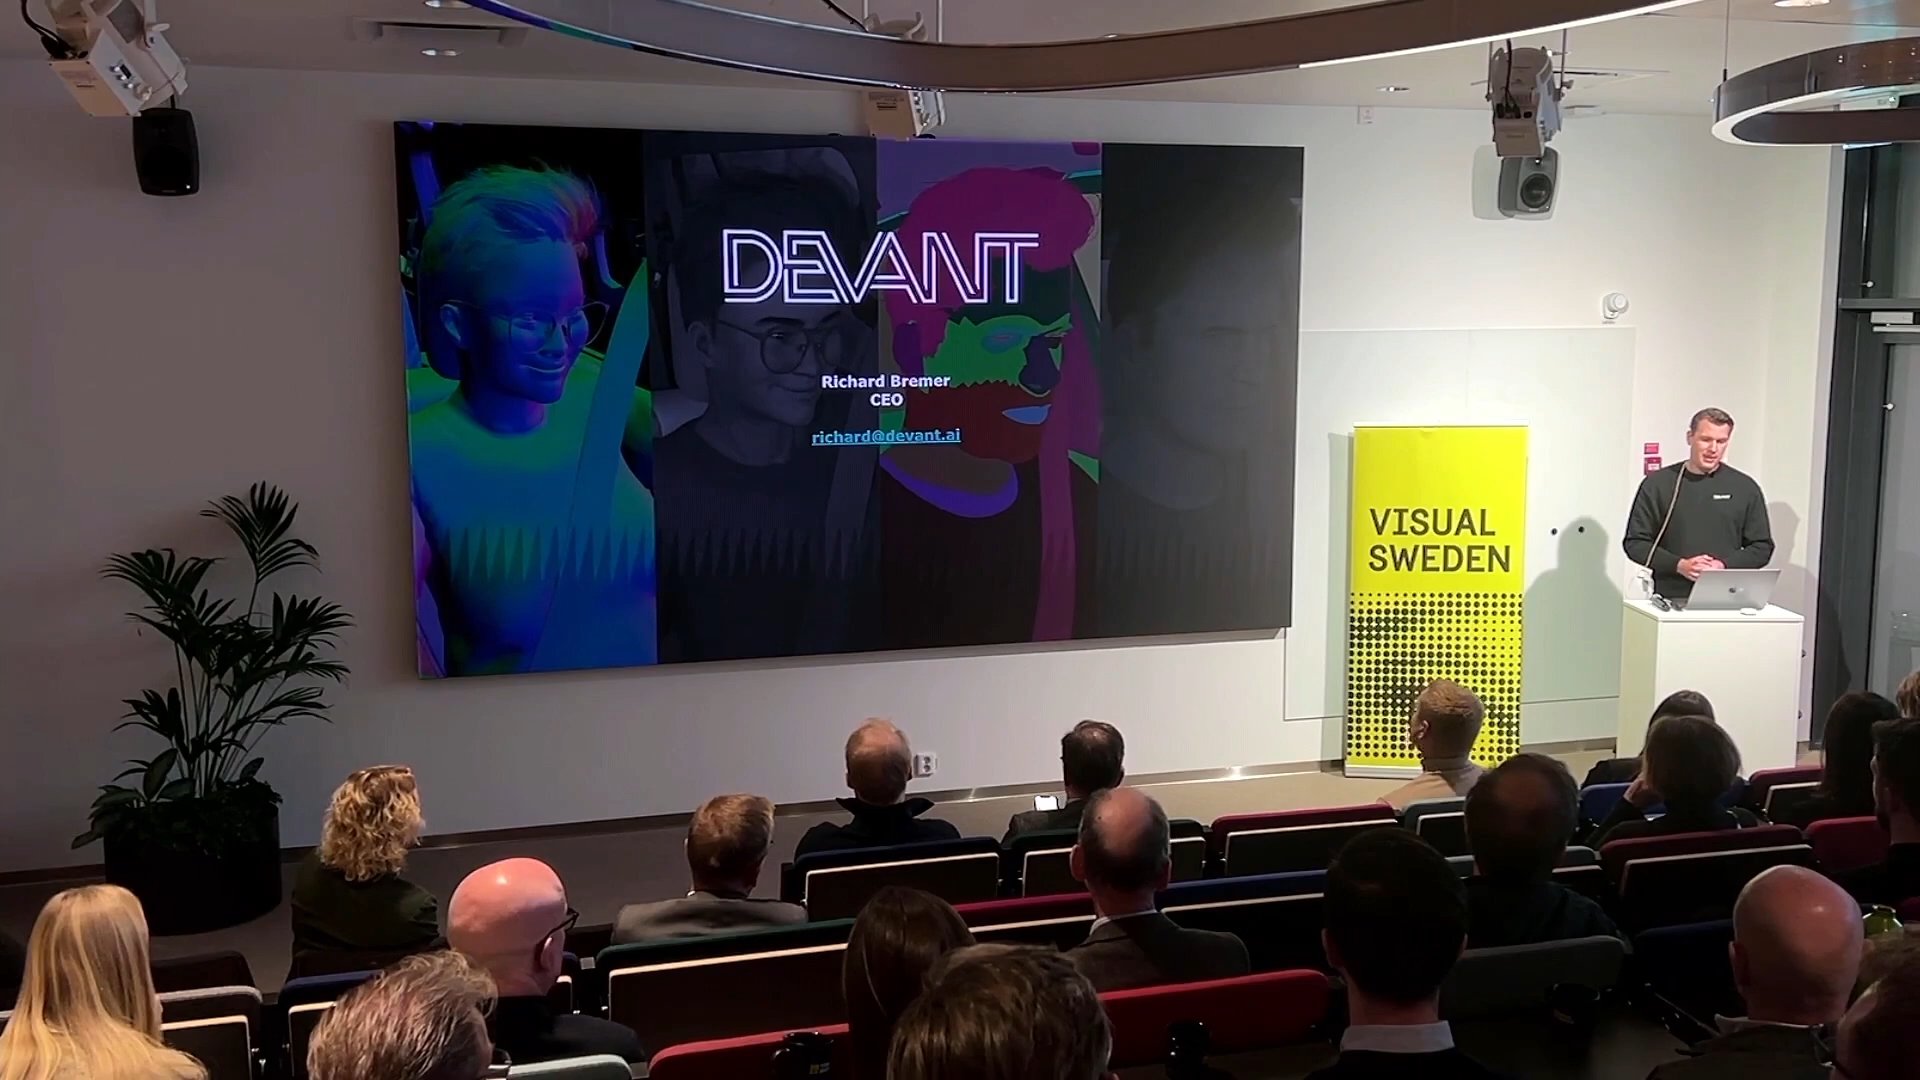 DEVANT
Richard Bremer
CEO
richard@devant.ai
VISUAL
SWEDEN